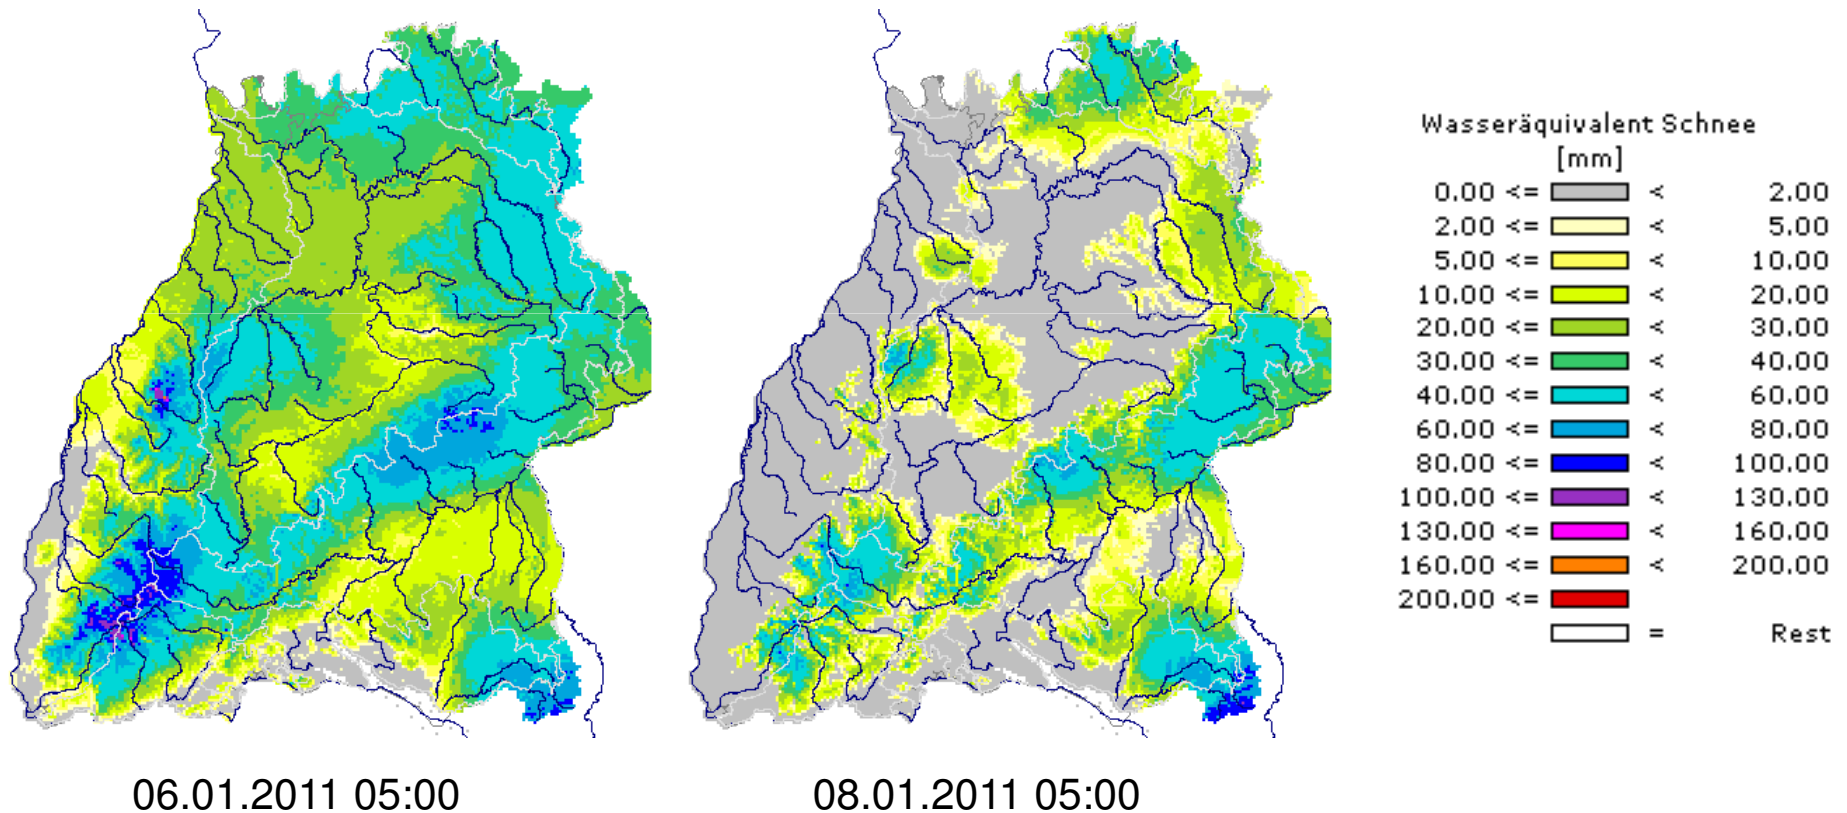 Wasseräquivalent Schnee
[mm]
0.00 <= < 2.00
2.00 <= < 5.00
5.00 <= < 10.00
10.00 <= < 20.00
20.00 <= < 30.00
30.00 <= < 40.00
40.00 <= < 60.00
60.00 <= < 80.00
80.00 <= < 100.00
100.00 <= < 130.00
130.00 <= < 160.00
160.00 <= < 200.00
200.00 <=
= Rest
06.01.2011 05:00
08.01.2011 05:00